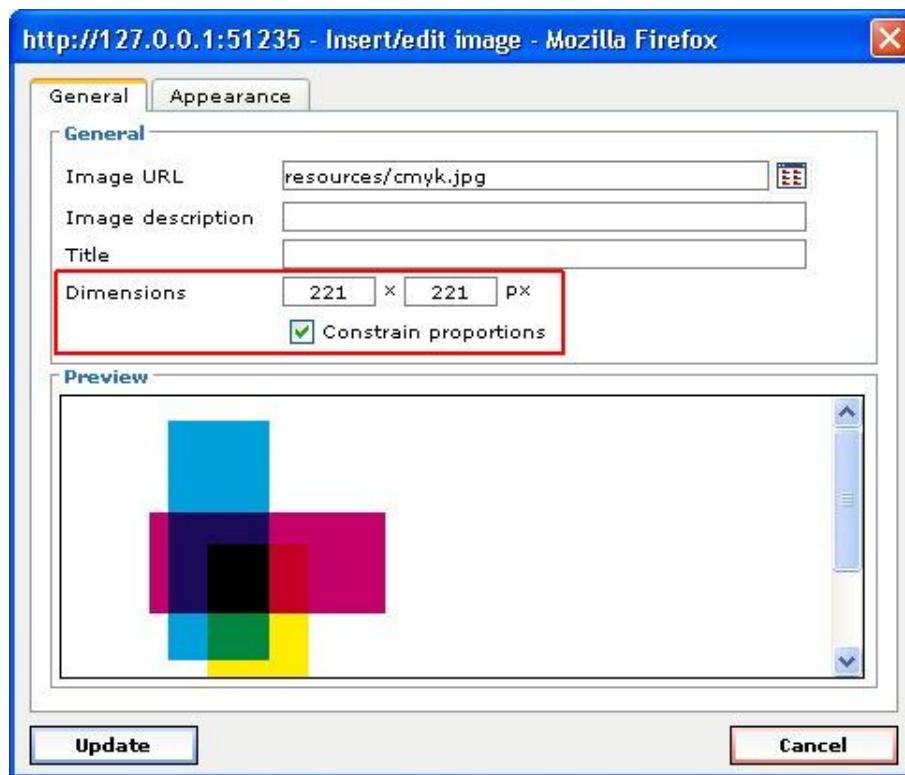 http://127.0.0.1:51235 - Insert/edit image - Mozilla Firefox
General Appearance
General
Image URL resources/cmyk.jpg
Image description
Title
Dimensions 221 x 221 px
Constrain proportions
Preview
Update Cancel